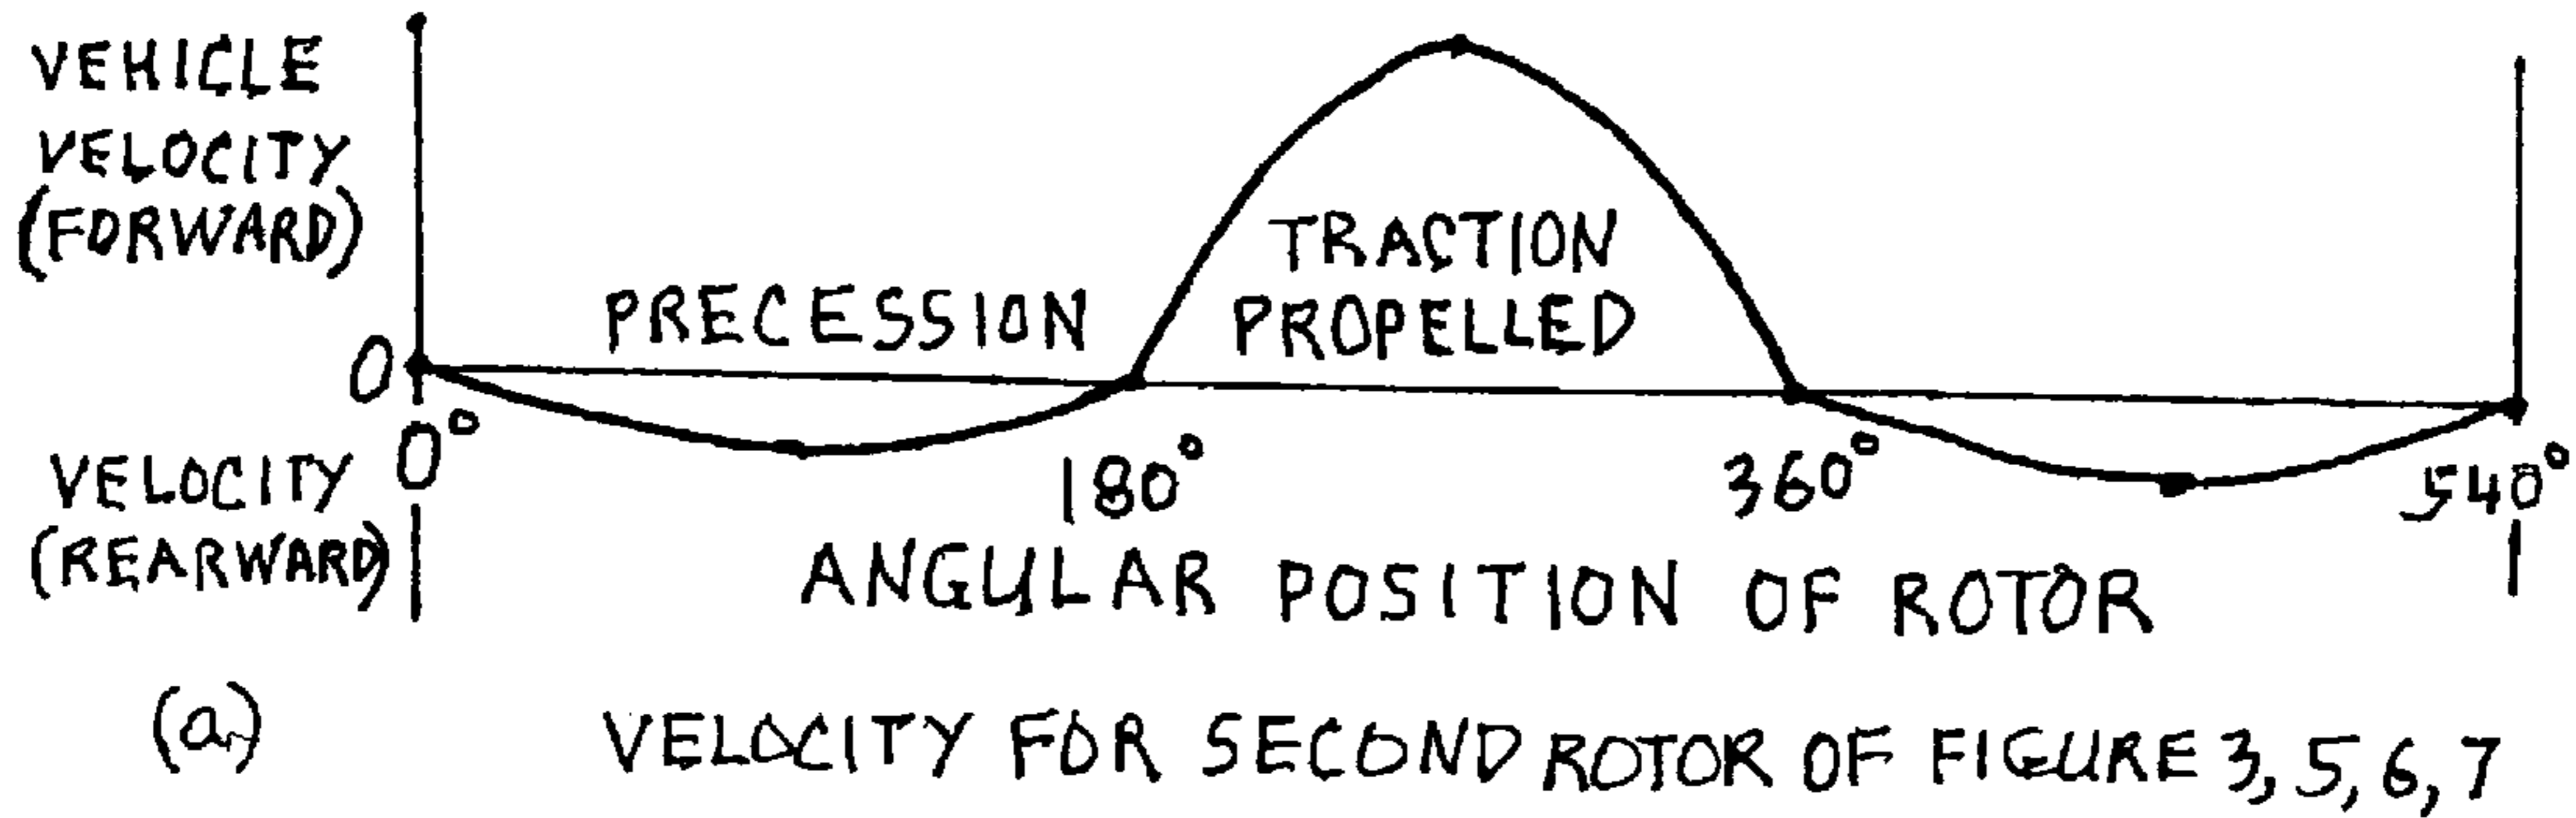 VEHICLE
VELOCITY
(FORWARD)
TRACTION
PRECESSION PROPELLED
0
0° 180° 360° 540°
VELOCITY
(REARWARD)
ANGULAR POSITION OF ROTOR
(a) VELOCITY FOR SECOND ROTOR OF FIGURE 3, 5, 6, 7